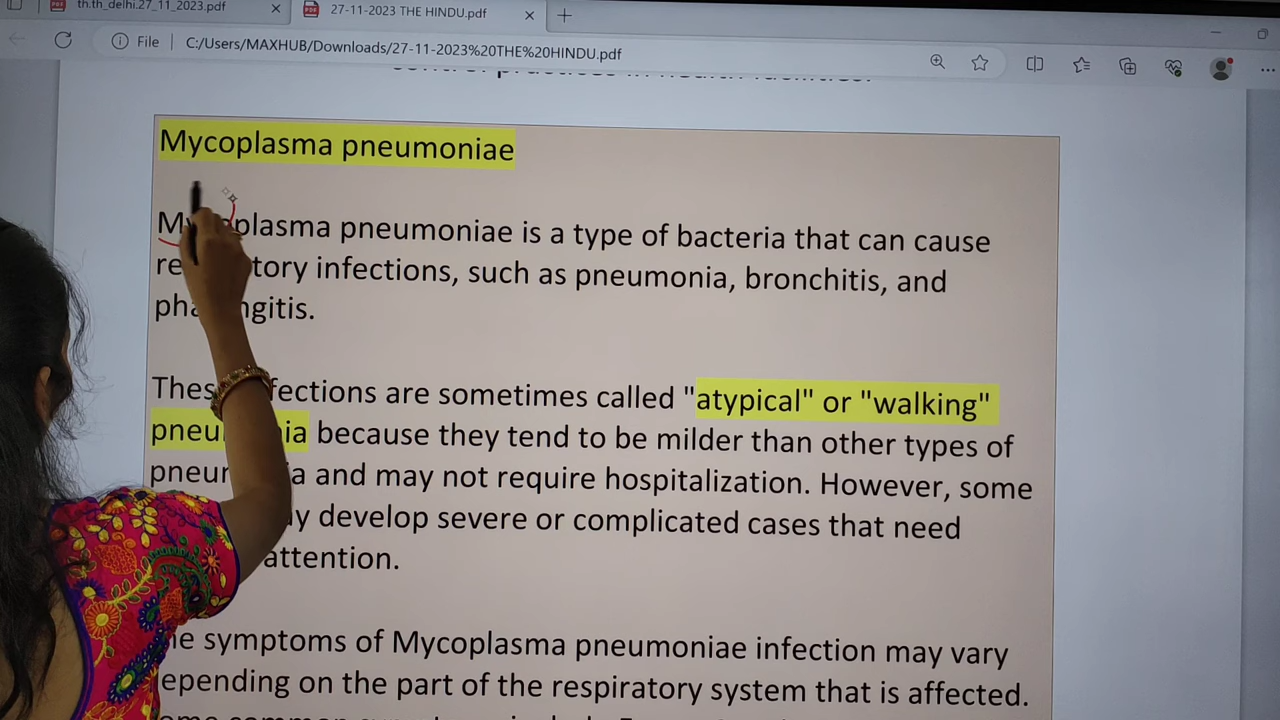 th.th_delhi.27_11_2023.pdf
27-11-2023 THE HINDU.pdf
File
C:/Users/MAXHUB/Downloads/27-11-2023%20THE%20HINDU.pdf
Mycoplasma pneumoniae
plasma pneumoniae is a type of bacteria that can cause
tory infections, such as pneumonia, bronchitis, and
are sometimes called "atypical" or "walking"
because they tend to be milder than other types of
and may not require hospitalization. However, some
develop severe or complicated cases that need
attention.
symptoms of Mycoplasma pneumoniae infection may vary
epending on the part of the respiratory system that is affected.